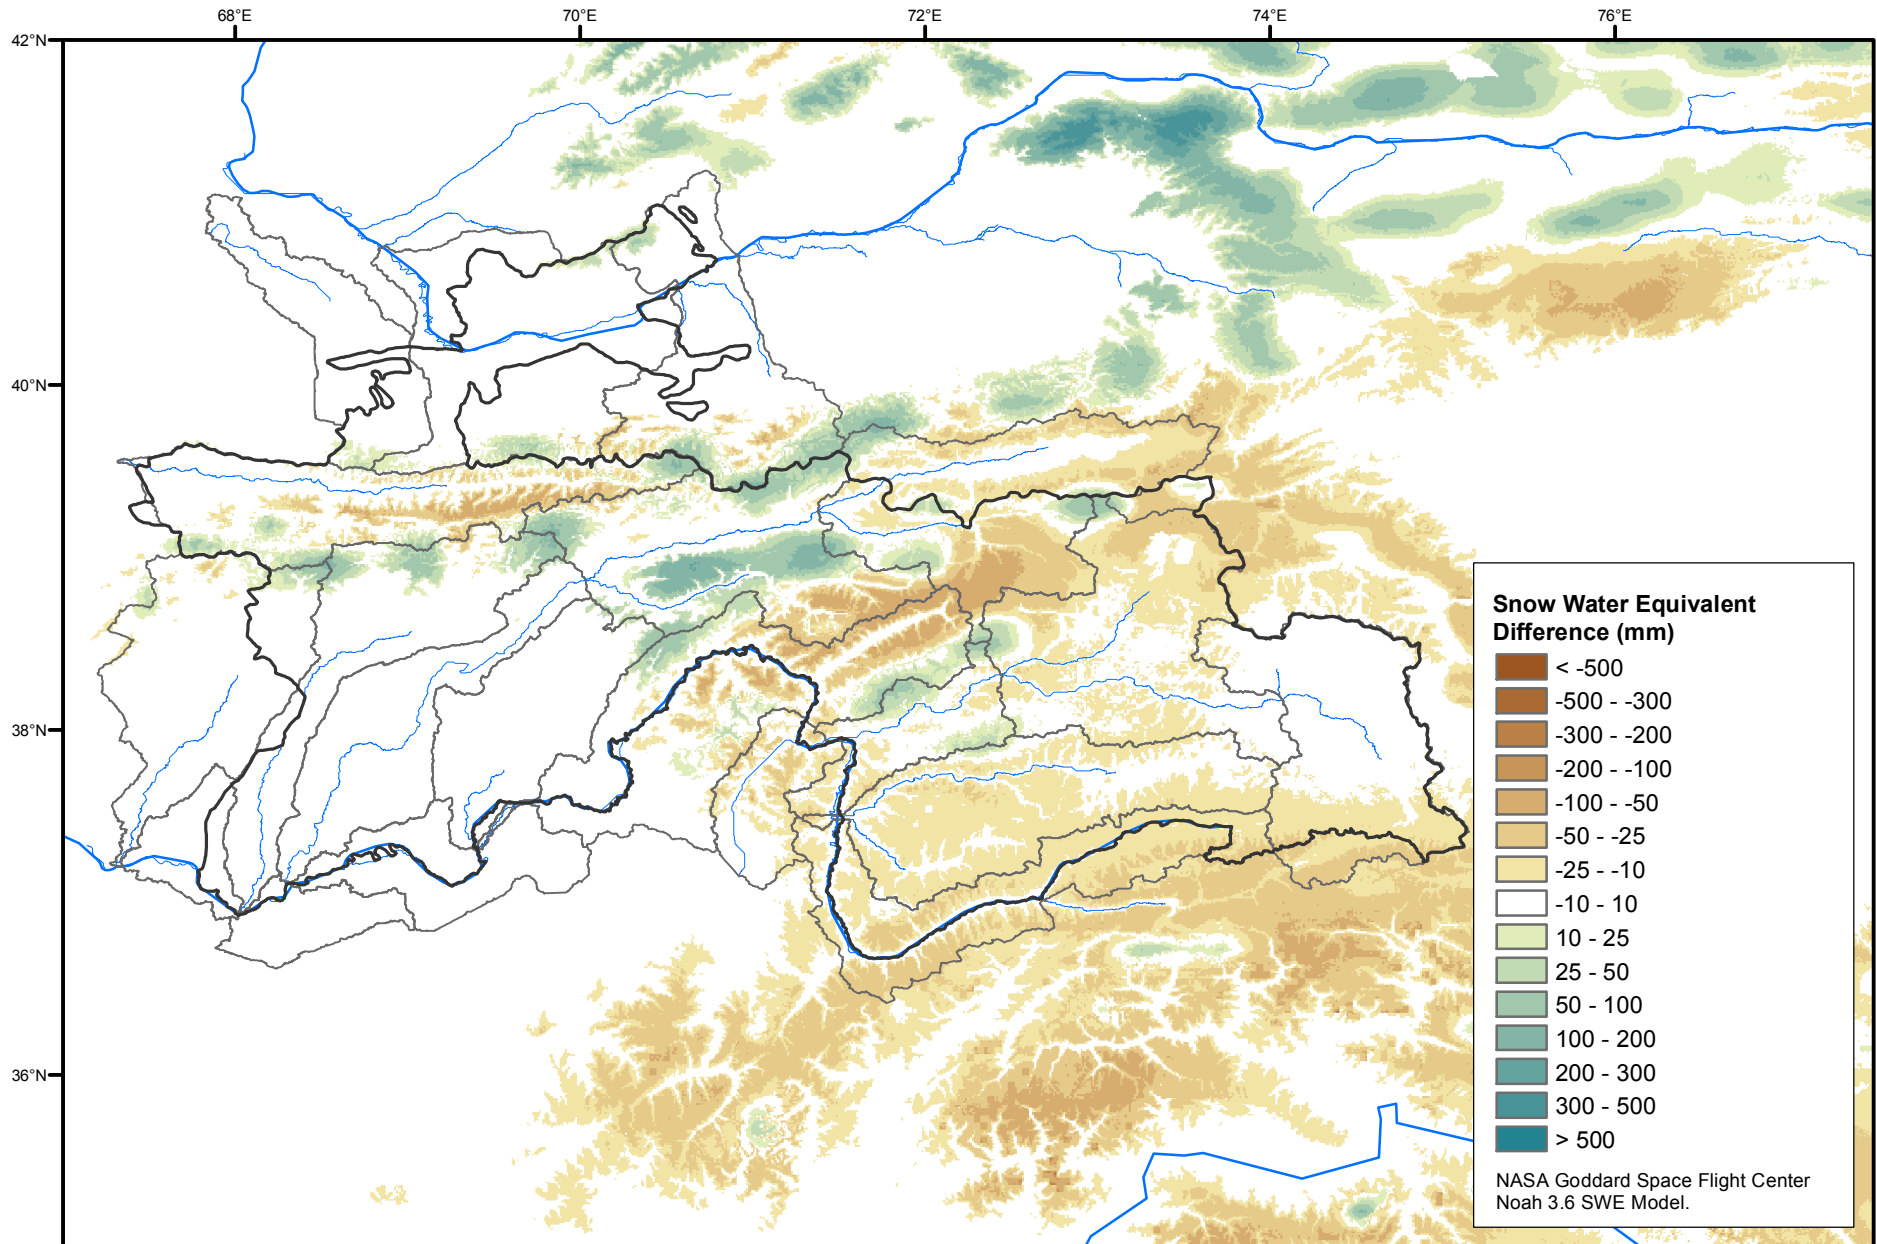 68°E
70°E
72°E
74°E
76°E
42°N
40°N
38°N
36°N
Snow Water Equivalent
Difference (mm)
< -500
-500 - -300
-300 - -200
-200 - -100
-100 - -50
-50 - -25
-25 - -10
-10 - 10
10 - 25
25 - 50
50 - 100
100 - 200
200 - 300
300 - 500
> 500
NASA Goddard Space Flight Center
Noah 3.6 SWE Model.